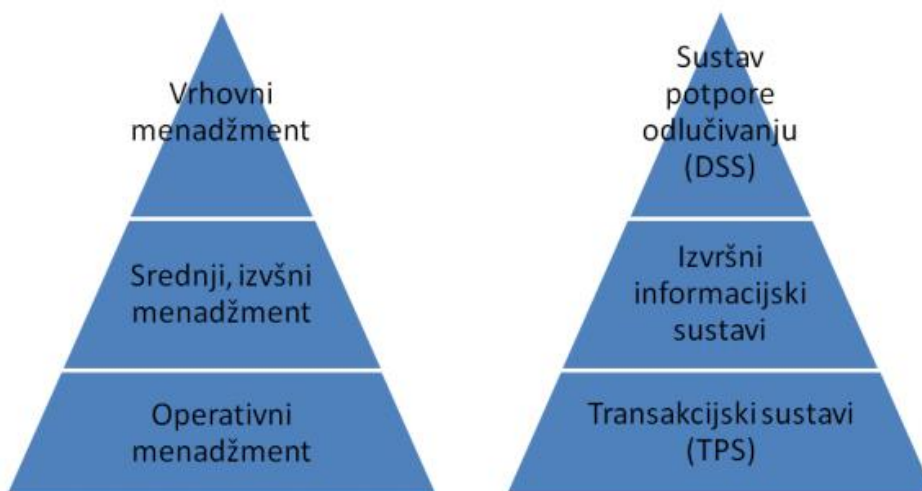 Vrhovni
menadžment
Srednji, izvšni
menadžment
Operativni
menadžment
Sustav
potpore
odlučivanju
(DSS)
Izvršni
informacijski
sustavi
Transakcijski sustavi
(TPS)